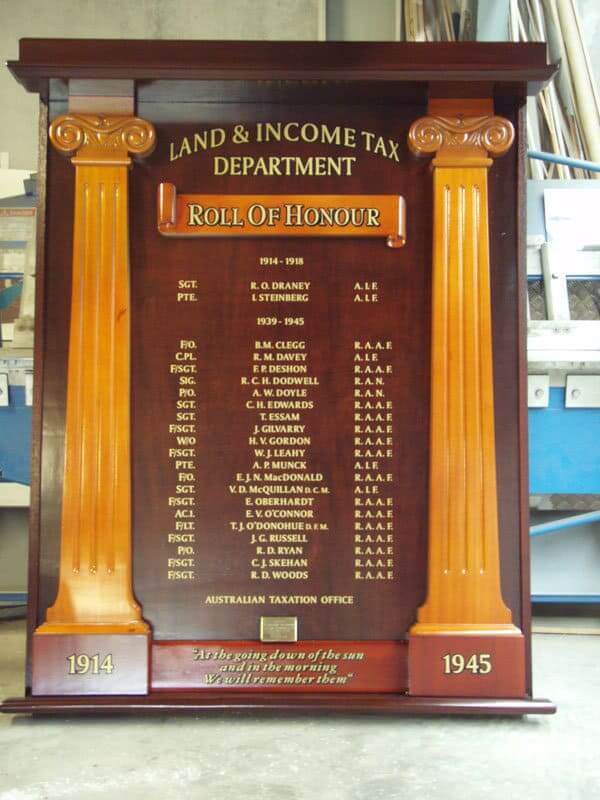 LAND & INCOME TAX
DEPARTMENT
ROLL OF HONOUR
1914 - 1918
SGT. R. O. DRANEY A. I. F.
PTE. I. STEINBERG A. I. F.
1939 - 1945
F/O. B.M. CLEGG R. A. A. F.
C.PL. R. M. DAVEY A. I. F.
F/SGT. F. P. DESHON R. A. A. F.
SIG. R. C. H. DODWELL R. A. N.
P/O. A. W. DOYLE R. A. N.
SGT. C. H. EDWARDS R. A. A. F.
SGT. T. ESSAM R. A. A. F.
F/SGT. J. GILVARRY R. A. A. F.
W/O H. V. GORDON R. A. A. F.
F/SGT. W. J. LEAHY R. A. A. F.
PTE. A. P. MUNCK A. I. F.
F/O. E. J. N. MacDONALD R. A. A. F.
SGT. V. D. McQUILLAN D. C. M. A. I. F.
F/SGT. E. OBERHARDT R. A. A. F.
AC.1. E. V. O'CONNOR R. A. A. F.
F/LT. T. J. O'DONOHUE D. F. M. R. A. A. F.
F/SGT. J. G. RUSSELL R. A. A. F.
P/O. R. D. RYAN R. A. A. F.
F/SGT. C. J. SKEHAN R. A. A. F.
F/SGT. R. D. WOODS R. A. A. F.
AUSTRALIAN TAXATION OFFICE
1914
"At the going down of the sun
and in the morning
We will remember them"
1945